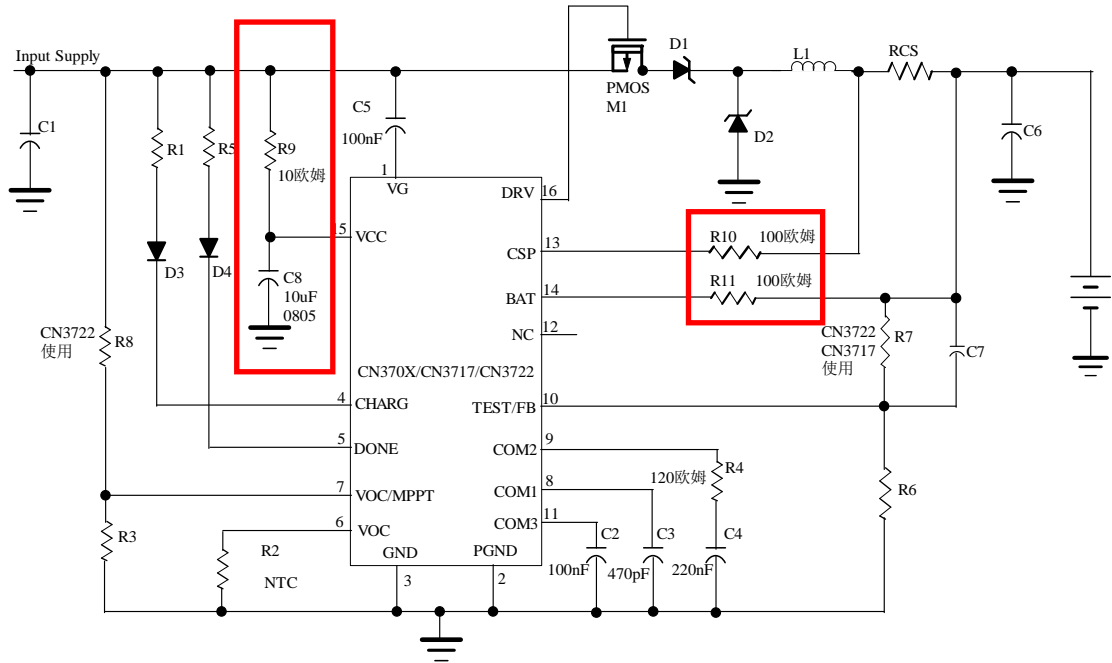 Input Supply
C1
R1
R5
R9
10欧姆
C5
100nF
1
VG
PMOS
M1
D1
D2
L1
RCS
C6
DRV
16
15
VCC
CSP
13
R10
100欧姆
D3
D4
C8
10uF
0805
BAT
14
R11
100欧姆
NC
12
CN3722
使用
R8
CN3722
CN3717
使用
R7
C7
CN370X/CN3717/CN3722
4
CHARG
TEST/FB
10
5
DONE
COM2
9
120欧姆
R4
7
VOC/MPPT
COM1
8
R6
6
VOC
COM3
11
R3
R2
NTC
GND
3
PGND
2
C2
100nF
C3
470pF
C4
220nF